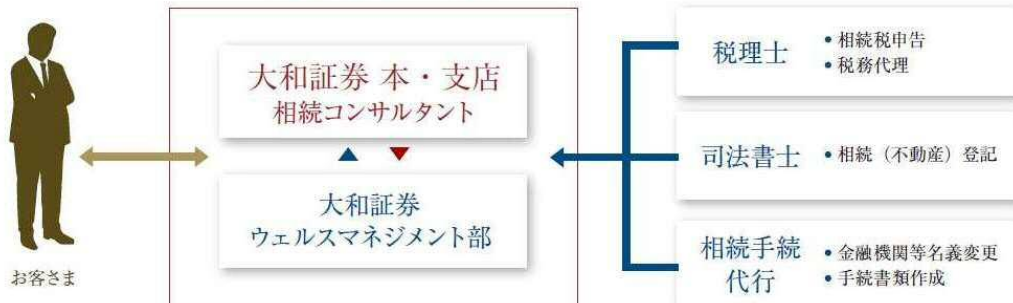 お客さま
大和証券 本・支店
相続コンサルタント
大和証券
ウェルスマネジメント部
税理士
• 相続税申告
• 税務代理
司法書士
• 相続（不動産）登記
相続手続
代行
• 金融機関等名義変更
• 手続書類作成